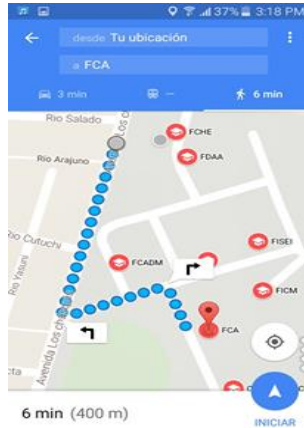 37% 3:18 PM
desde Tu ubicación
a FCA
3 min
—
6 min
Rio Salado
FCHE
FDAA
Rio Arajuno
Rio Cutuchi
FISEI
FCADM
FICM
Rio Yasuni
FCA
Avenida Los cha
6 min (400 m)
INICIAR